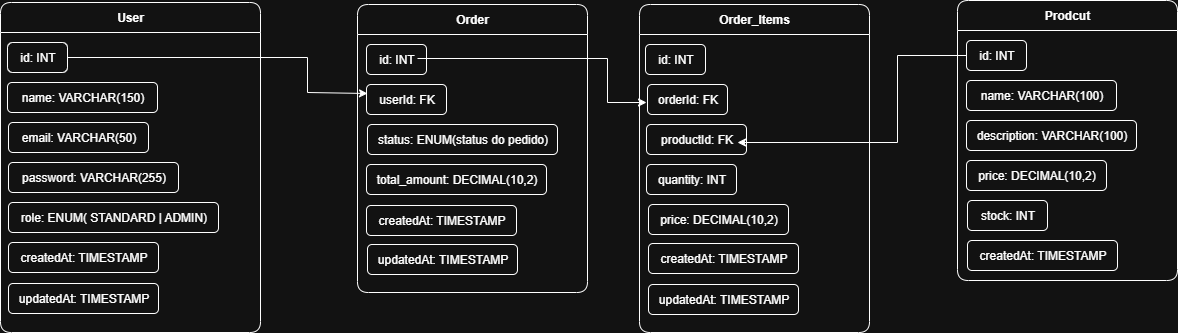 User
id: INT
name: VARCHAR(150)
email: VARCHAR(50)
password: VARCHAR(255)
role: ENUM( STANDARD | ADMIN)
createdAt: TIMESTAMP
updatedAt: TIMESTAMP
Order
id: INT
userId: FK
status: ENUM(status do pedido)
total_amount: DECIMAL(10,2)
createdAt: TIMESTAMP
updatedAt: TIMESTAMP
Order_Items
id: INT
orderId: FK
productId: FK
quantity: INT
price: DECIMAL(10,2)
createdAt: TIMESTAMP
updatedAt: TIMESTAMP
Prodcut
id: INT
name: VARCHAR(100)
description: VARCHAR(100)
price: DECIMAL(10,2)
stock: INT
createdAt: TIMESTAMP